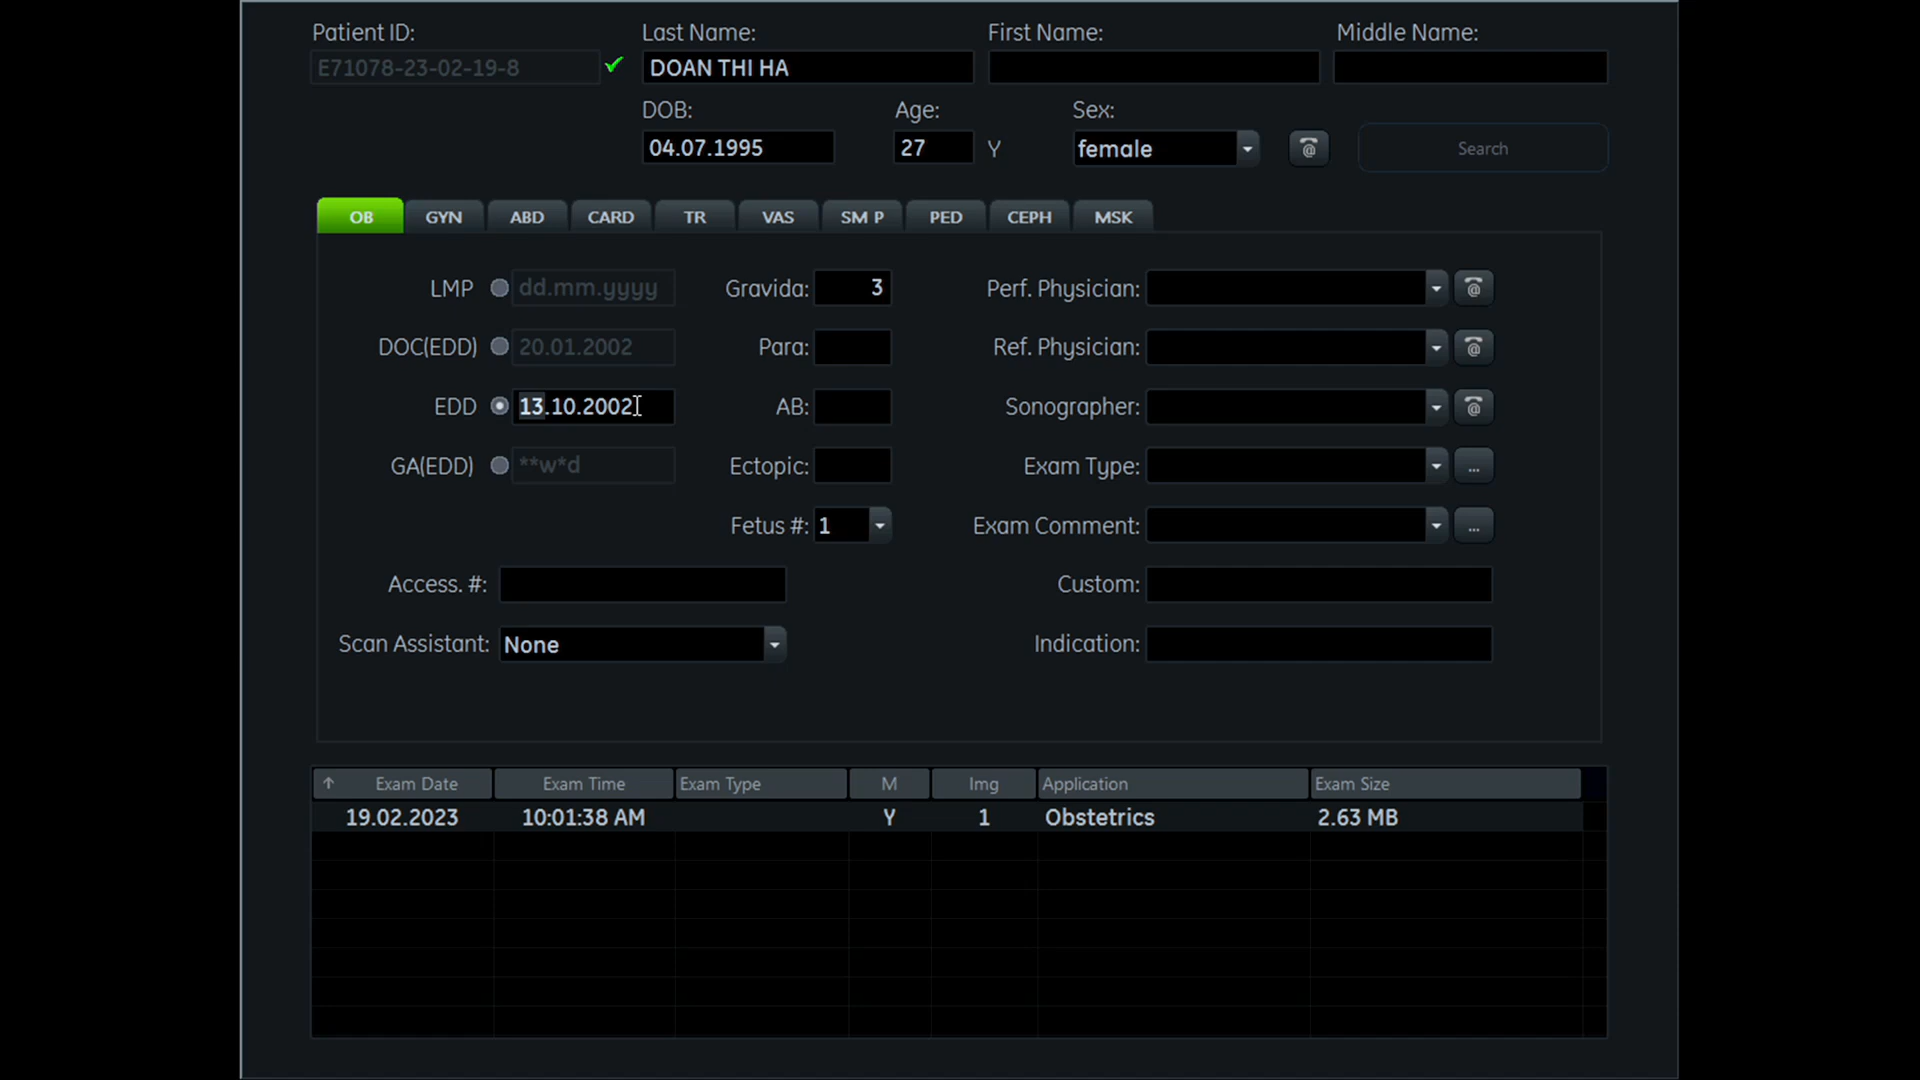 Patient ID: Last Name: First Name: Middle Name:
E71078-23-02-19-8 DOAN THI HA
DOB: Age: Sex:
04.07.1995 27 Y female @ Search
OB GYN ABD CARD TR VAS SM P PED CEPH MSK
LMP dd.mm.yyyy Gravida: 3 Perf. Physician: @
DOC(EDD) 20.01.2002 Para: Ref. Physician: @
EDD 13.10.2002 AB: Sonographer: @
GA(EDD) **w*d Ectopic: Exam Type: ...
Fetus #: 1 Exam Comment: ...
Access. #: Custom:
Scan Assistant: None Indication:
↑ Exam Date Exam Time Exam Type M Img Application Exam Size
19.02.2023 10:01:38 AM Y 1 Obstetrics 2.63 MB